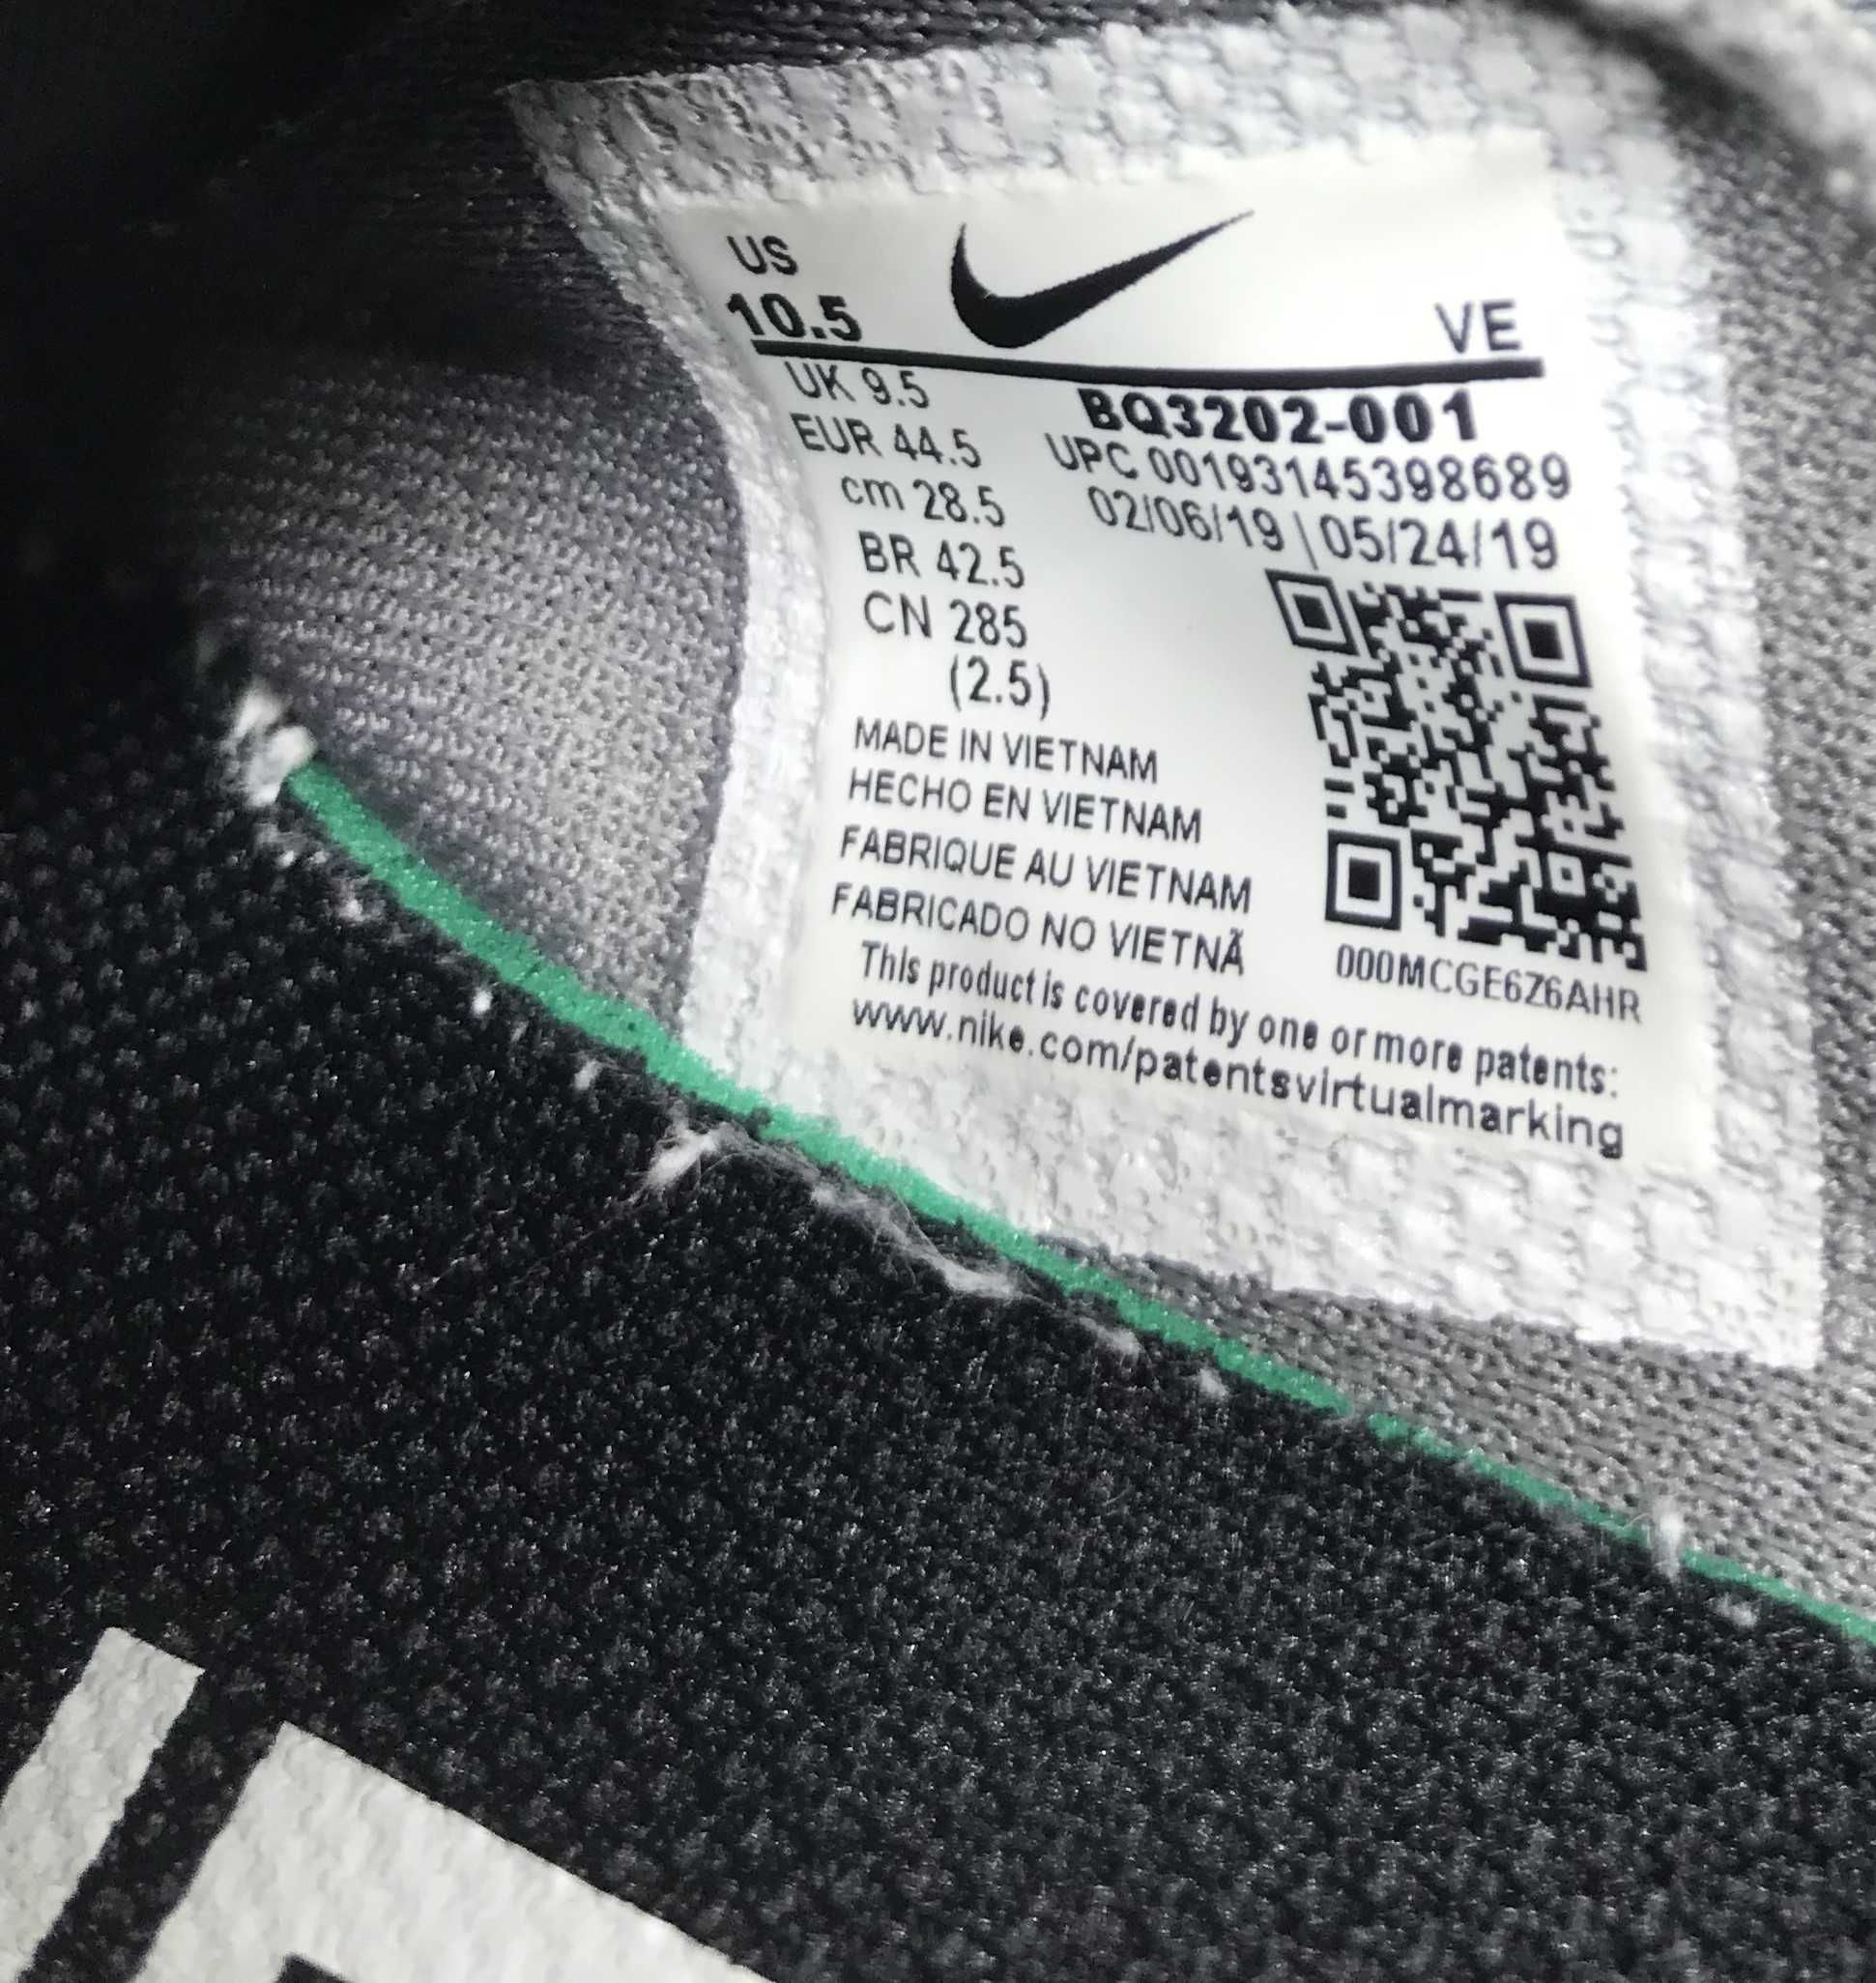 US
10.5
VE
UK 9.5
EUR 44.5
cm 28.5
BR 42.5
CN 285
(2.5)
BQ3202-001
UPC 00193145398689
02/06/19 | 05/24/19
MADE IN VIETNAM
HECHO EN VIETNAM
FABRIQUE AU VIETNAM
FABRICADO NO VIETNÃ
000MCGE6Z6AHR
This product is covered by one or more patents:
www.nike.com/patentsvirtualmarking